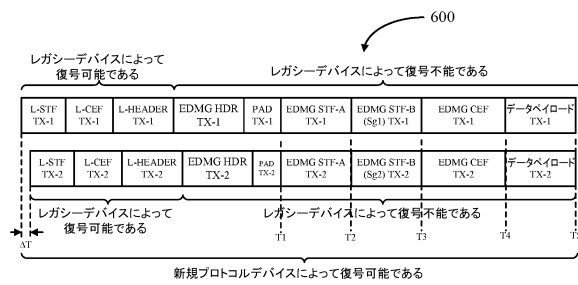 600
レガシーデバイスによって
復号可能である
レガシーデバイスによって復号不能である
L-STF
TX-1
L-CEF
TX-1
L-HEADER
TX-1
EDMG HDR
TX-1
PAD
TX-1
EDMG STF-A
TX-1
EDMG STF-B
(Sg1) TX-1
EDMG CEF
TX-1
データペイロード
TX-1
L-STF
TX-2
L-CEF
TX-2
L-HEADER
TX-2
EDMG HDR
TX-2
PAD
TX-2
EDMG STF-A
TX-2
EDMG STF-B
(Sg2) TX-2
EDMG CEF
TX-2
データペイロード
TX-2
レガシーデバイスによって
復号可能である
レガシーデバイスによって復号不能である
ΔT
T1
T2
T3
T4
T5
新規プロトコルデバイスによって復号可能である